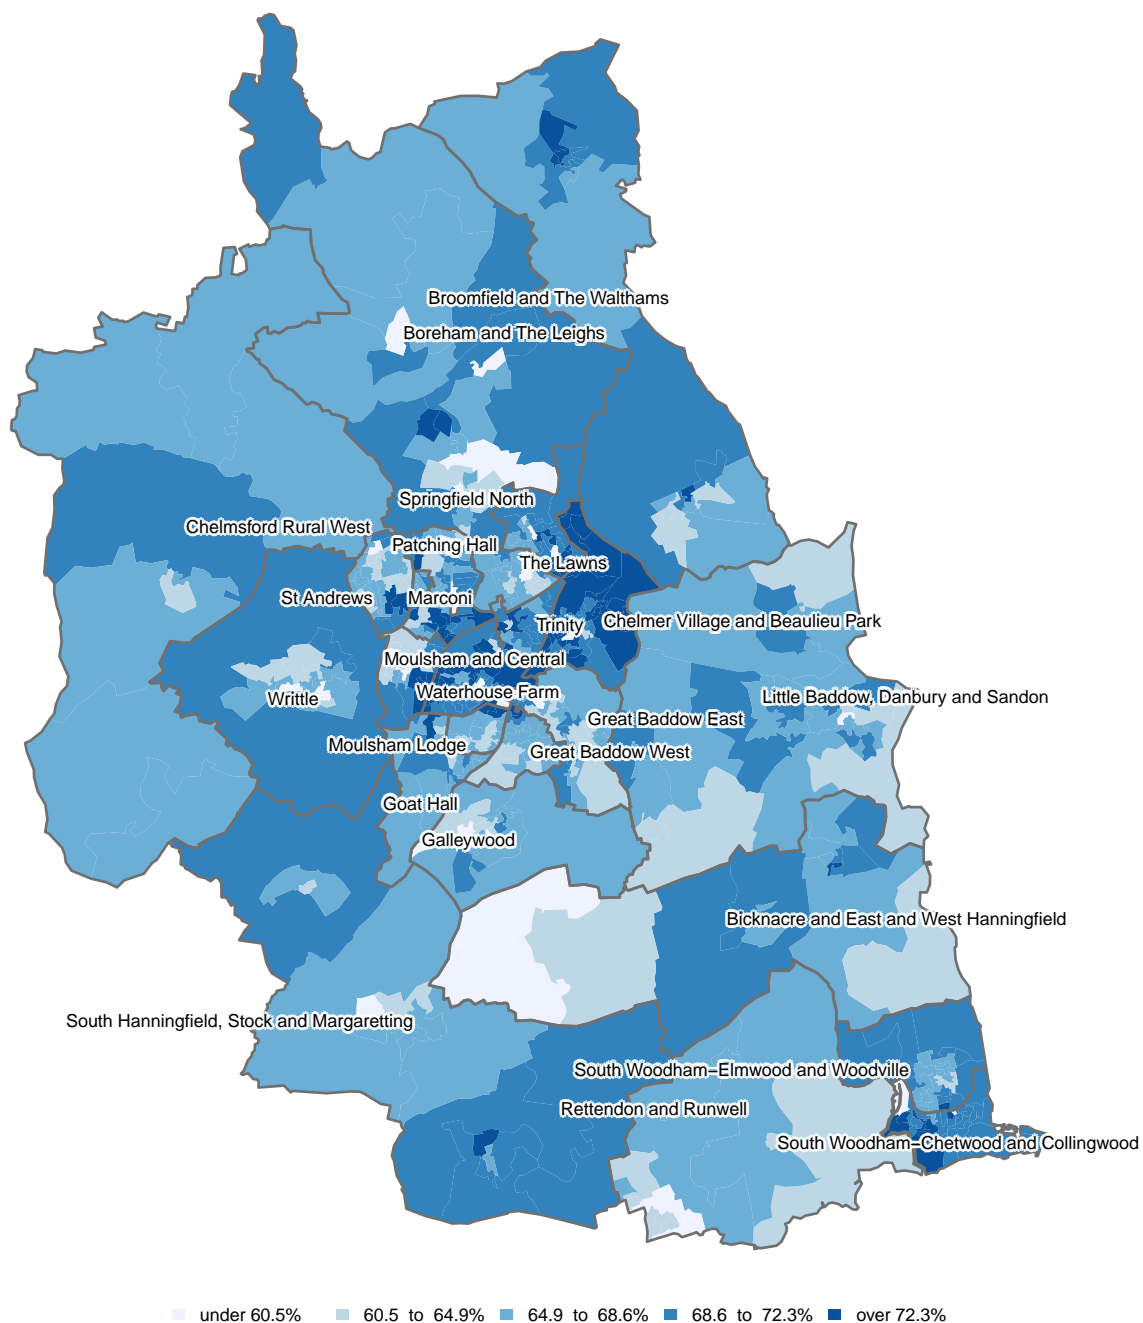 Broomfield and The Walthams
Boreham and The Leighs
Springfield North
Chelmsford Rural West
Patching Hall
The Lawns
St Andrews
Marconi
Trinity
Chelmer Village and Beaulieu Park
Moulsham and Central
Waterhouse Farm
Writtle
Little Baddow, Danbury and Sandon
Great Baddow East
Moulsham Lodge
Great Baddow West
Goat Hall
Galleywood
Bicknacre and East and West Hanningfield
South Hanningfield, Stock and Margaretting
South Woodham–Elmwood and Woodville
Rettendon and Runwell
South Woodham–Chetwood and Collingwood
under 60.5% 60.5 to 64.9% 64.9 to 68.6% 68.6 to 72.3% over 72.3%